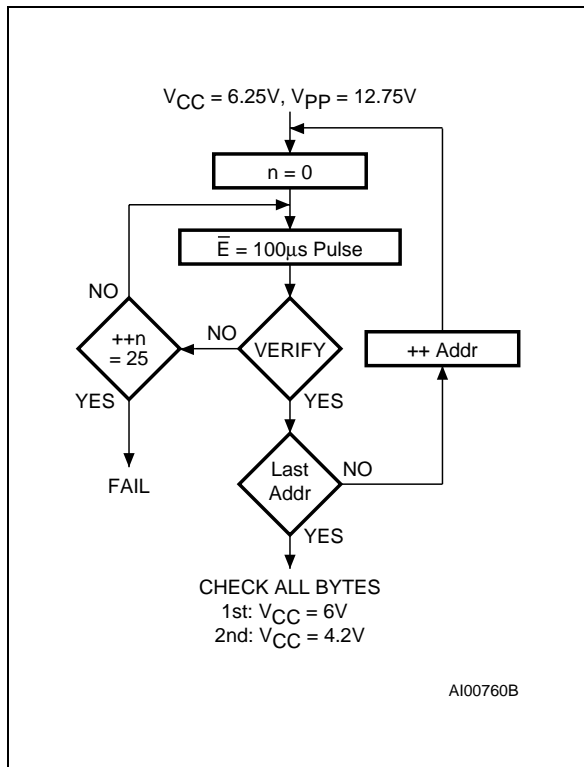 VCC = 6.25V, VPP = 12.75V
n = 0
E̅ = 100µs Pulse
NO
++n
= 25
NO
VERIFY
++ Addr
YES
YES
FAIL
Last
Addr
NO
YES
CHECK ALL BYTES
1st: VCC = 6V
2nd: VCC = 4.2V
AI00760B